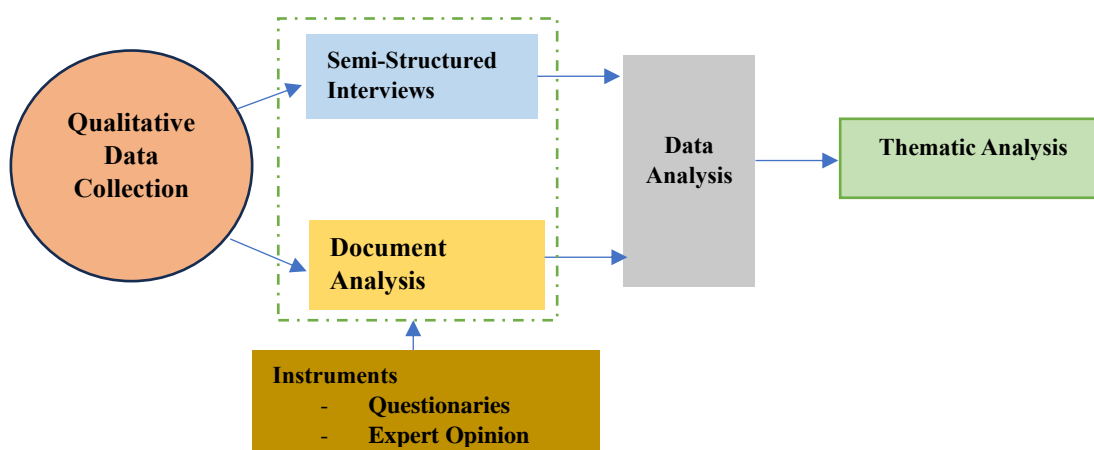 Qualitative
Data
Collection
Semi-Structured
Interviews
Document
Analysis
Instruments
- Questionaries
- Expert Opinion
Data
Analysis
Thematic Analysis